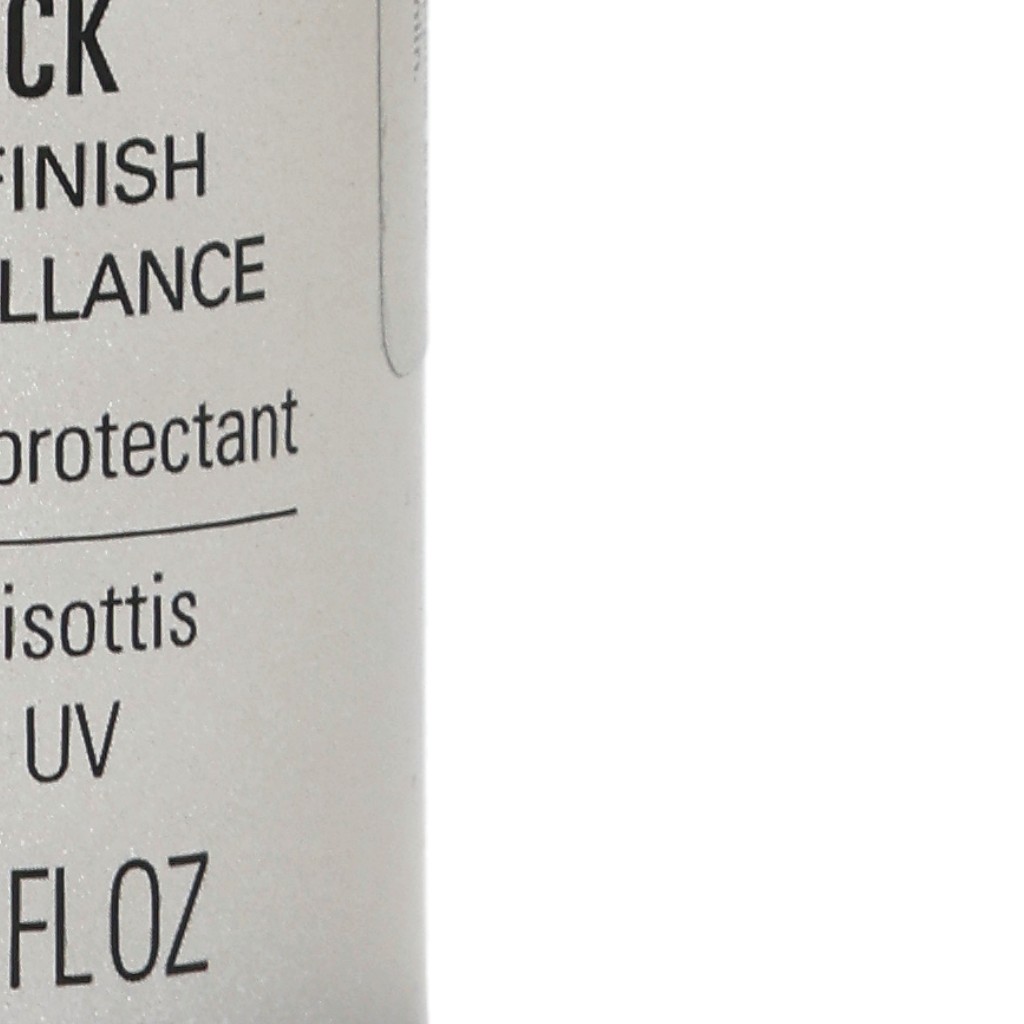 CK
FINISH
LLANCE
protectant
isottis
UV
FL OZ